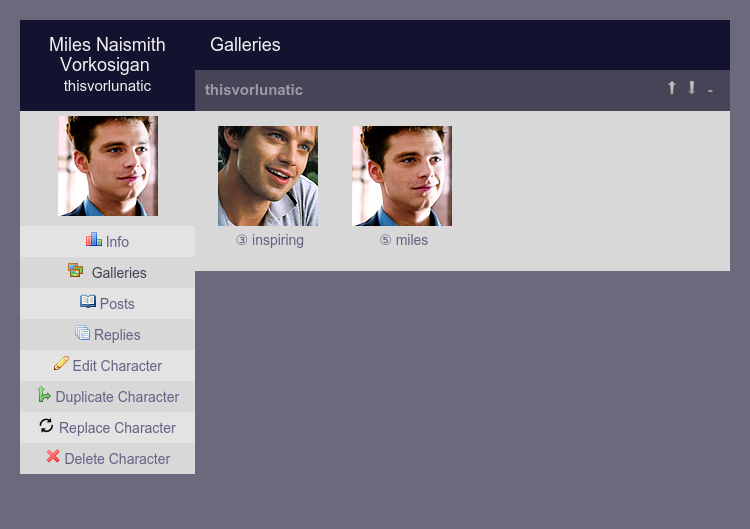 Miles Naismith
Vorkosigan
thisvorlunatic
Galleries
thisvorlunatic
-
③ inspiring
⑤ miles
Info
Galleries
Posts
Replies
Edit Character
Duplicate Character
Replace Character
Delete Character